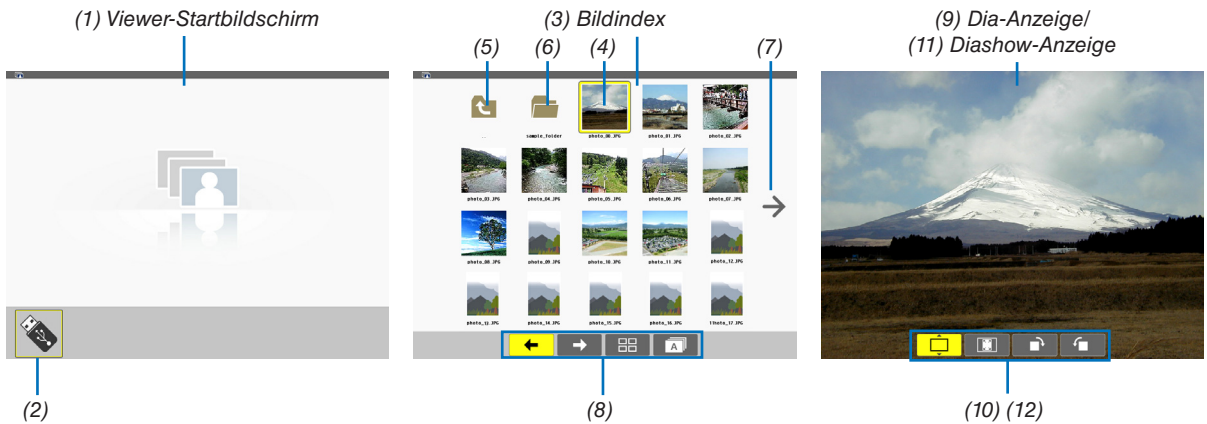 (1) Viewer-Startbildschirm
(3) Bildindex
(9) Dia-Anzeige/
(11) Diashow-Anzeige
(5) (6) (4) (7)
sample_folder photo_00.JPG photo_01.JPG photo_02.JPG
photo_03.JPG photo_04.JPG photo_05.JPG photo_06.JPG photo_07.JPG
photo_08.JPG photo_09.JPG photo_10.JPG photo_11.JPG photo_12.JPG
photo_13.JPG photo_14.JPG photo_15.JPG photo_16.JPG
A
(2)
(8)
(10) (12)